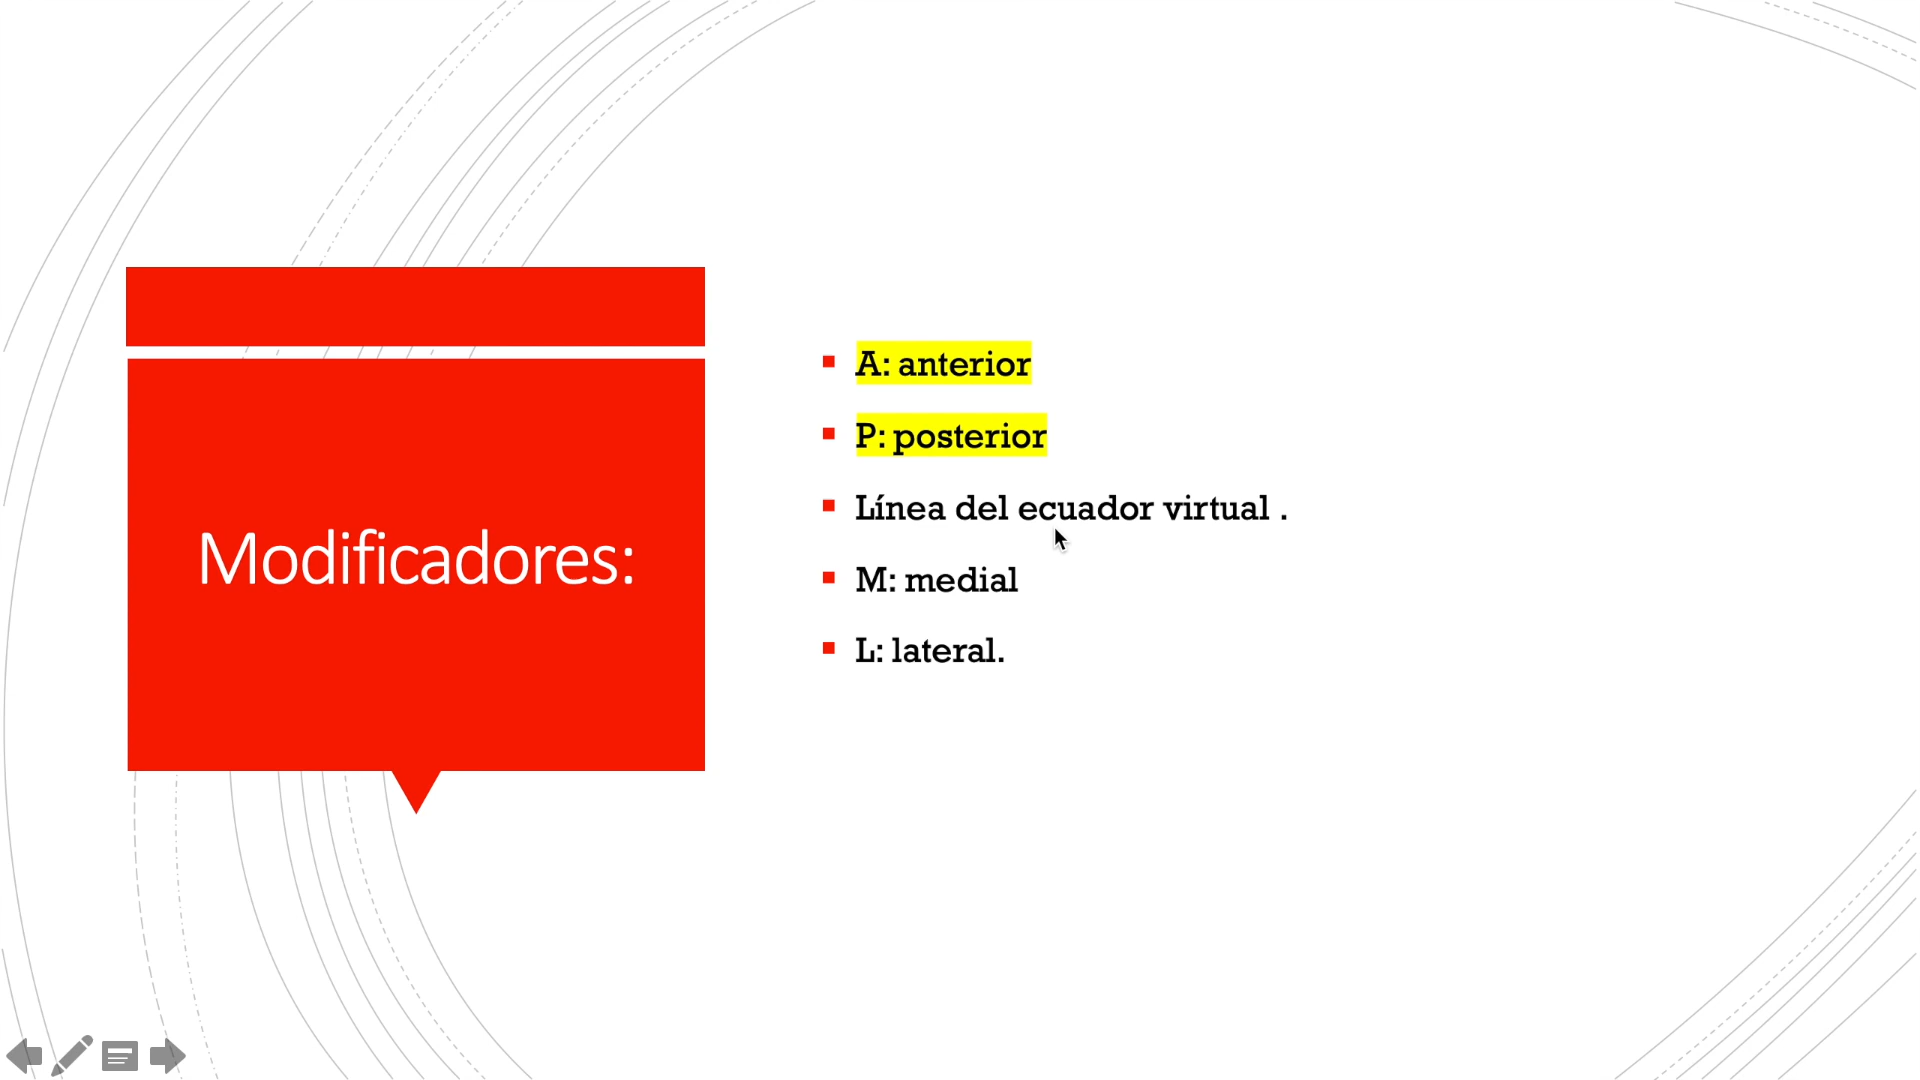 Modificadores:
A: anterior
P: posterior
Línea del ecuador virtual .
M: medial
L: lateral.